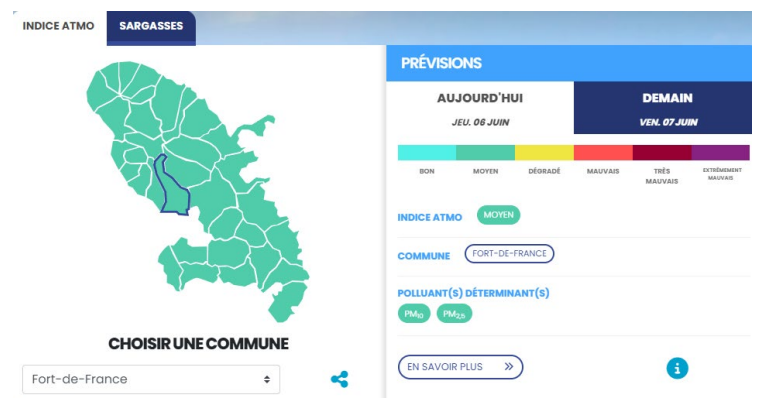 INDICE ATMO
SARGASSES
PRÉVISIONS
AUJOURD'HUI
JEU. 06 JUIN
DEMAIN
VEN. 07 JUIN
BON
MOYEN
DÉGRADÉ
MAUVAIS
TRÈS
MAUVAIS
EXTRÊMEMENT
MAUVAIS
INDICE ATMO MOYEN
COMMUNE FORT-DE-FRANCE
POLLUANT(S) DÉTERMINANT(S)
PM₁₀ PM₂.₅
EN SAVOIR PLUS
CHOISIR UNE COMMUNE
Fort-de-France